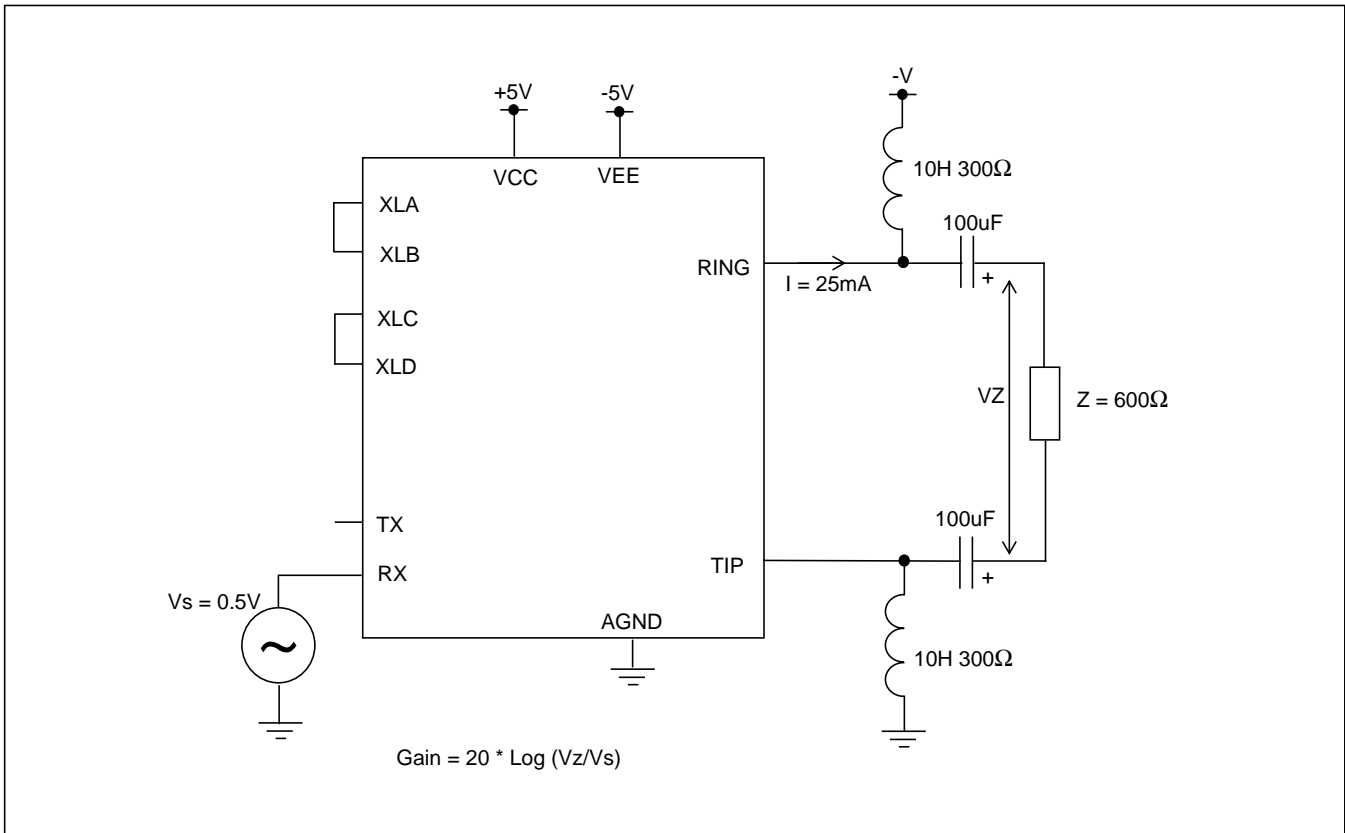 +5V
-5V
-V
VCC
VEE
10H 300Ω
XLA
XLB
100uF
RING
+
I = 25mA
XLC
XLD
VZ
Z = 600Ω
TX
100uF
RX
TIP
+
Vs = 0.5V
~
AGND
10H 300Ω
Gain = 20 * Log (Vz/Vs)